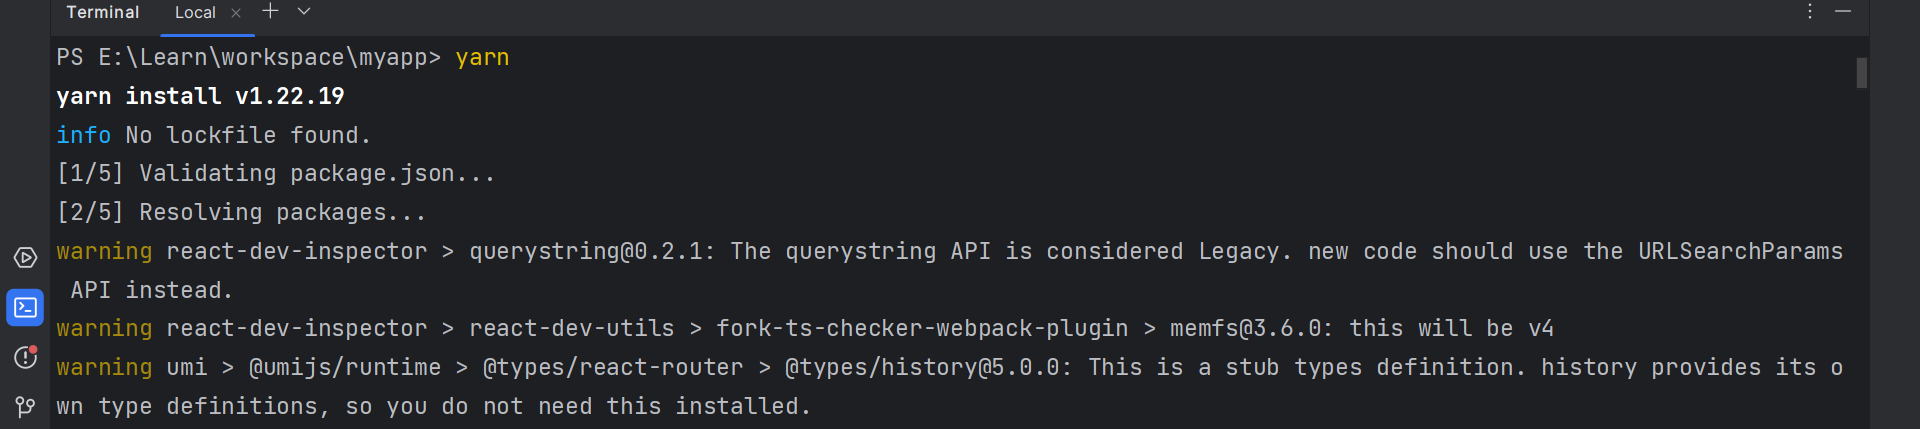 Terminal Local
PS E:\Learn\workspace\myapp> yarn
yarn install v1.22.19
info No lockfile found.
[1/5] Validating package.json...
[2/5] Resolving packages...
warning react-dev-inspector > querystring@0.2.1: The querystring API is considered Legacy. new code should use the URLSearchParams
API instead.
warning react-dev-inspector > react-dev-utils > fork-ts-checker-webpack-plugin > memfs@3.6.0: this will be v4
warning umi > @umijs/runtime > @types/react-router > @types/history@5.0.0: This is a stub types definition. history provides its o
wn type definitions, so you do not need this installed.